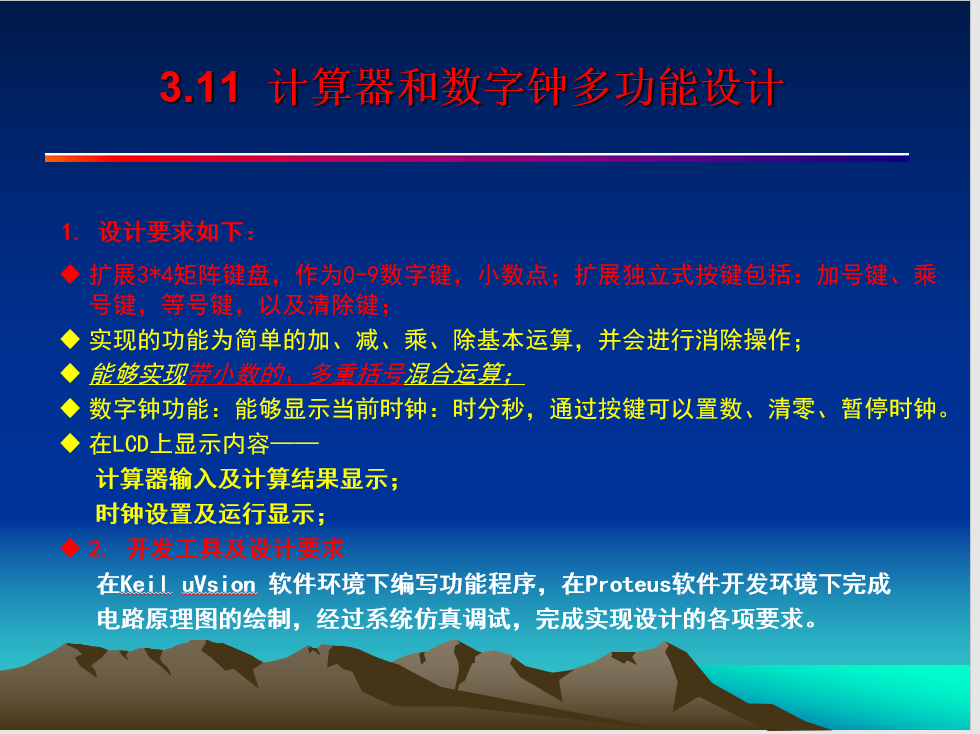 3.11 计算器和数字钟多功能设计
1. 设计要求如下：
◆ 扩展3*4矩阵键盘，作为0-9数字键，小数点；扩展独立式按键包括：加号键、乘
号键，等号键，以及清除键；
◆ 实现的功能为简单的加、减、乘、除基本运算，并会进行消除操作；
◆ 能够实现带小数的、多重括号混合运算；
◆ 数字钟功能：能够显示当前时钟：时分秒，通过按键可以置数、清零、暂停时钟。
◆ 在LCD上显示内容——
计算器输入及计算结果显示；
时钟设置及运行显示；
◆ 2. 开发工具及设计要求
在Keil uVsion 软件环境下编写功能程序，在Proteus软件开发环境下完成
电路原理图的绘制，经过系统仿真调试，完成实现设计的各项要求。